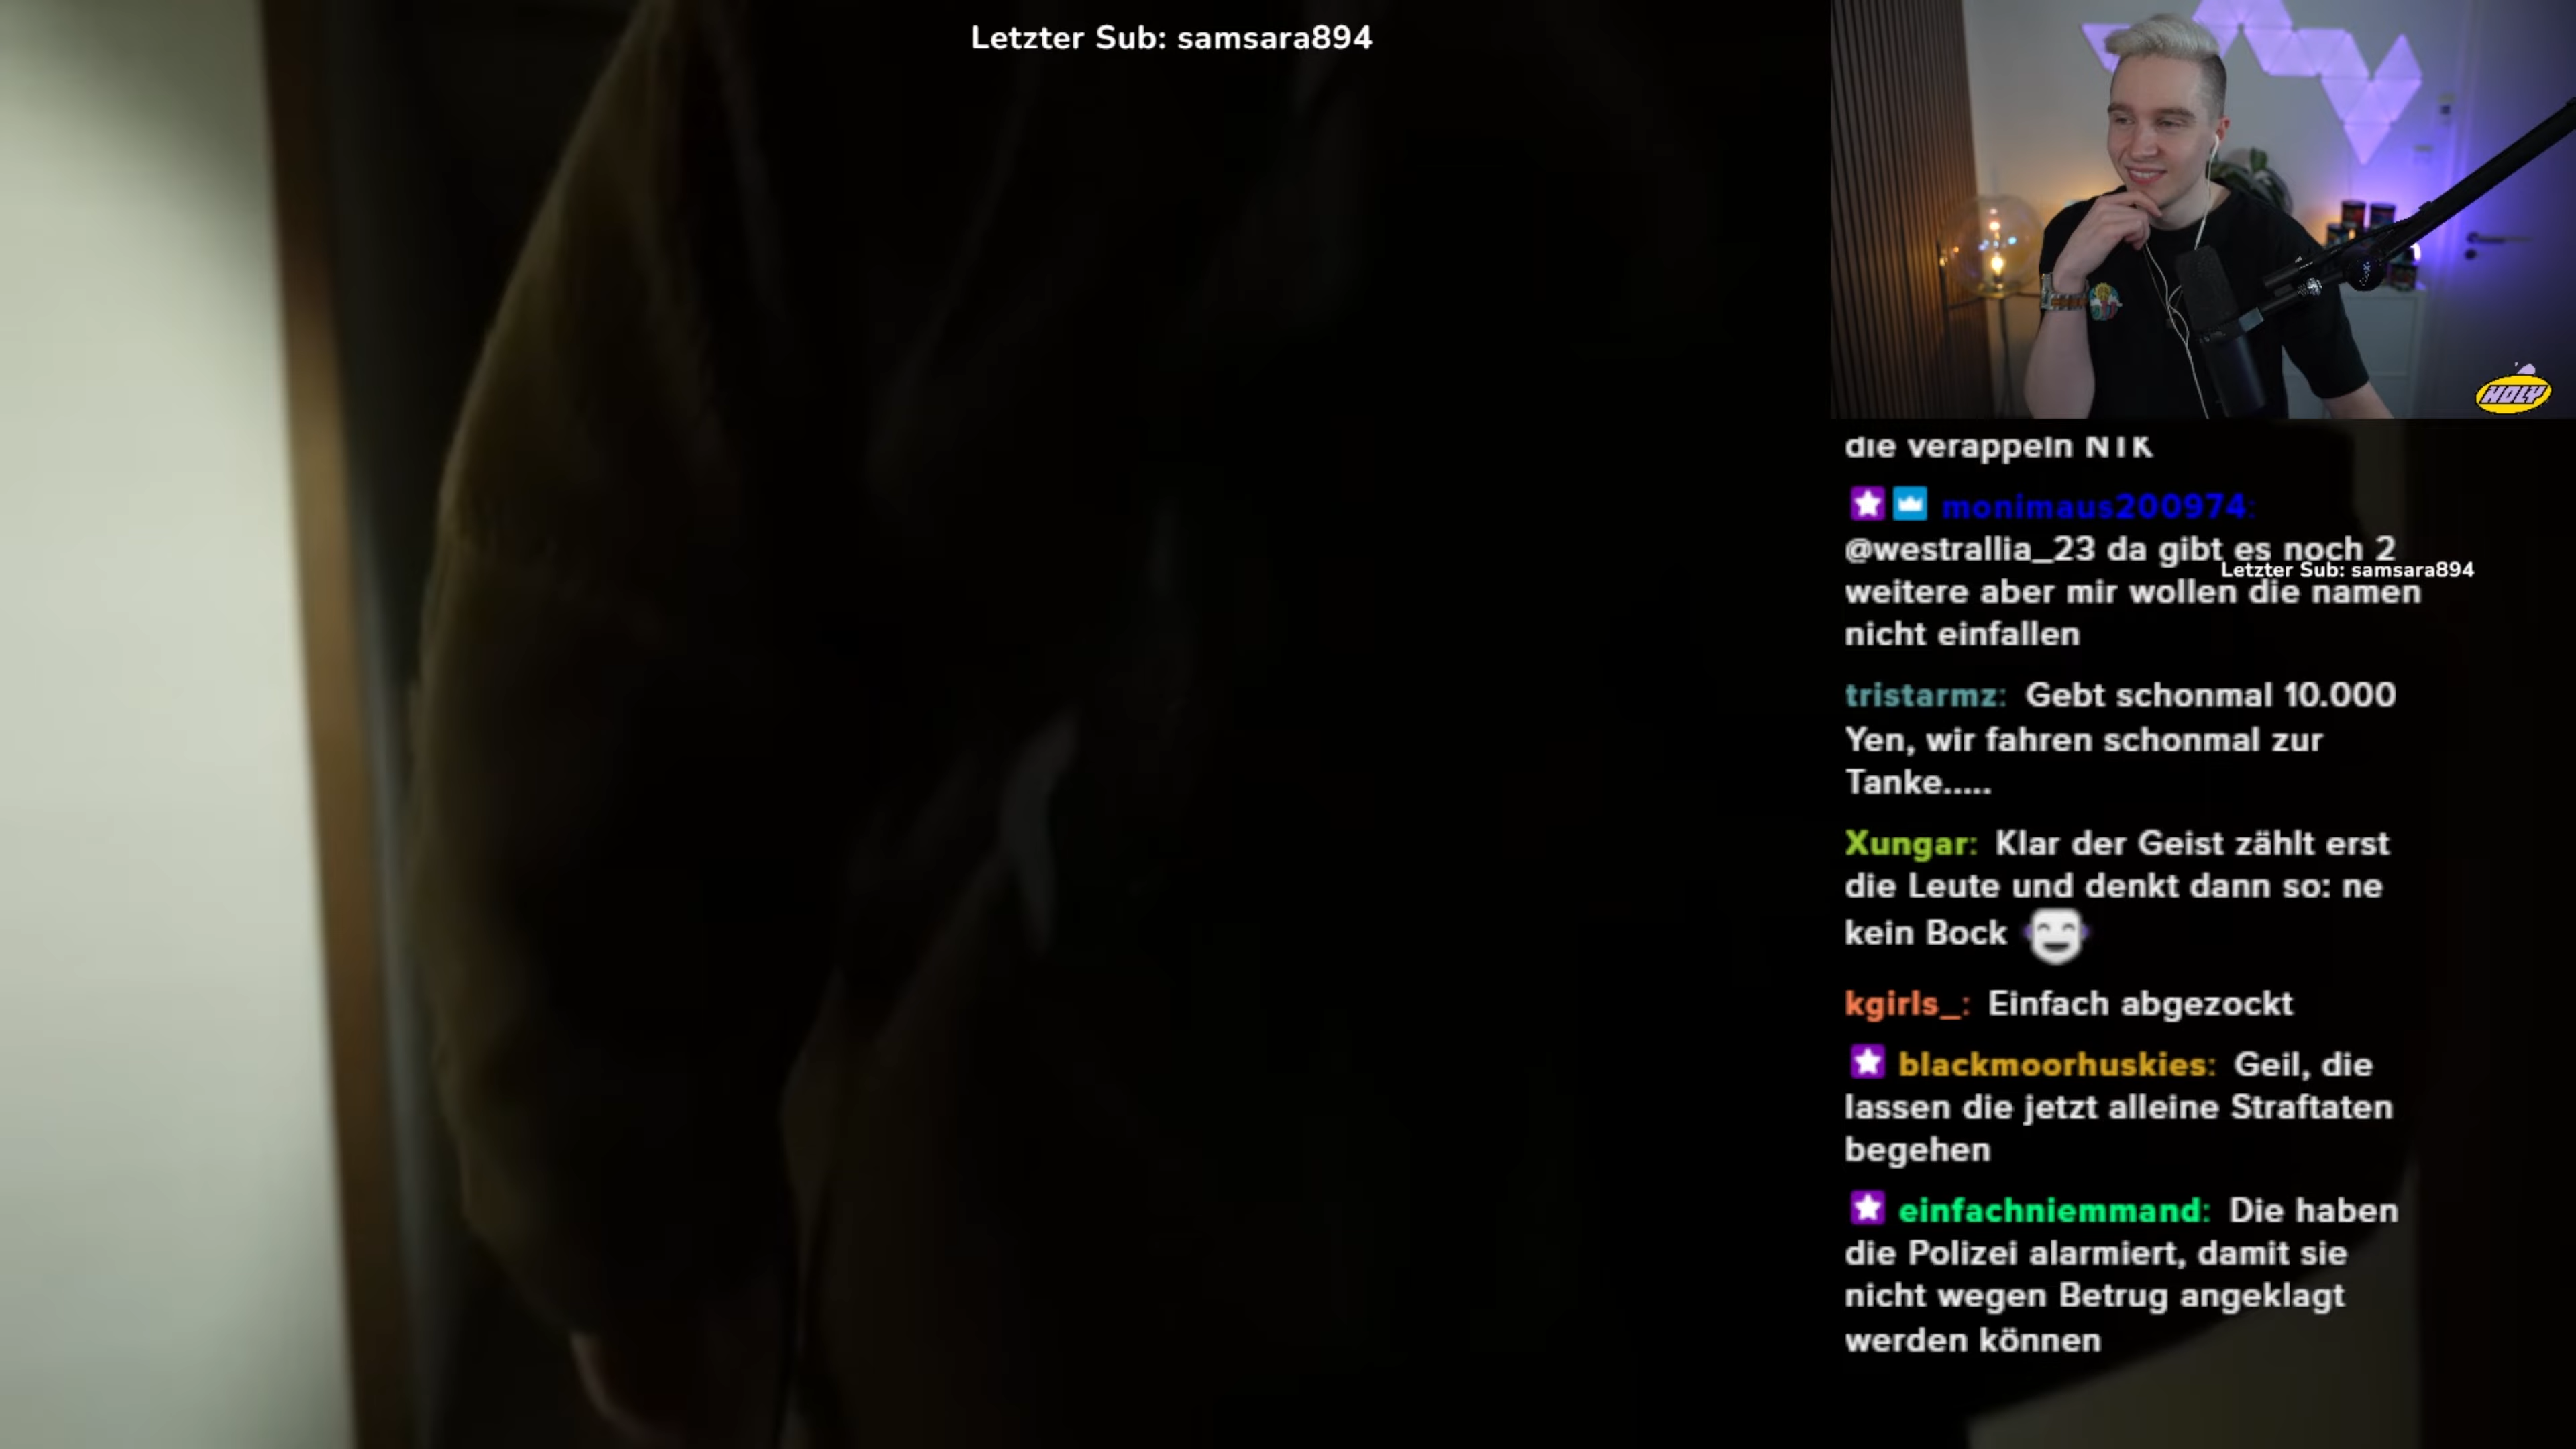 Letzter Sub: samsara894
HOLY
die verappeln NIK
monimaus200974:
@westrallia_23 da gibt es noch 2
Letzter Sub: samsara894
weitere aber mir wollen die namen
nicht einfallen
tristarmz: Gebt schonmal 10.000
Yen, wir fahren schonmal zur
Tanke.....
Xungar: Klar der Geist zählt erst
die Leute und denkt dann so: ne
kein Bock
kgirls_: Einfach abgezockt
blackmoorhuskies: Geil, die
lassen die jetzt alleine Straftaten
begehen
einfachniemmand: Die haben
die Polizei alarmiert, damit sie
nicht wegen Betrug angeklagt
werden können